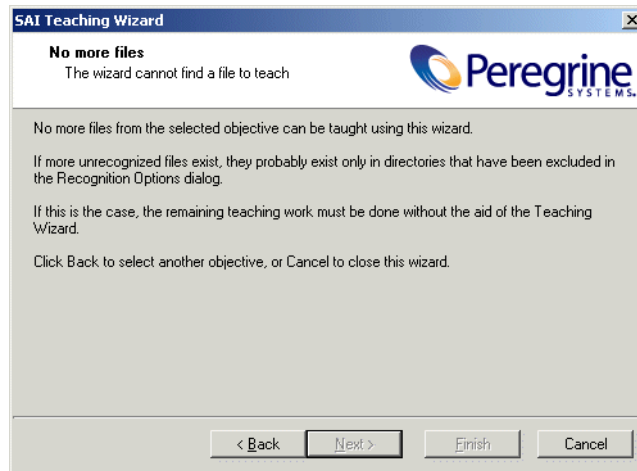 SAI Teaching Wizard
No more files
The wizard cannot find a file to teach
Peregrine
SYSTEMS
No more files from the selected objective can be taught using this wizard.
If more unrecognized files exist, they probably exist only in directories that have been excluded in
the Recognition Options dialog.
If this is the case, the remaining teaching work must be done without the aid of the Teaching
Wizard.
Click Back to select another objective, or Cancel to close this wizard.
< Back
Next >
Finish
Cancel